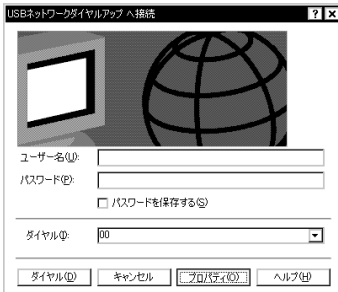 USBネットワークダイヤルアップ へ接続
ユーザー名(U):
パスワード(P):
パスワードを保存する(S)
ダイヤル(I): 00
ダイヤル(D) キャンセル プロパティ(O) ヘルプ(H)